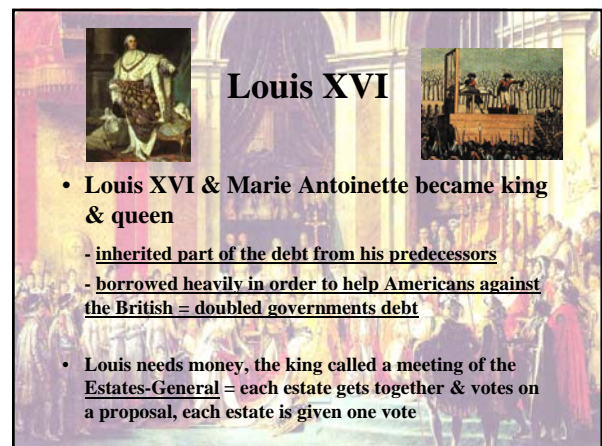 Louis XVI
• Louis XVI & Marie Antoinette became king
& queen
- inherited part of the debt from his predecessors
- borrowed heavily in order to help Americans against
the British = doubled governments debt
• Louis needs money, the king called a meeting of the
Estates-General = each estate gets together & votes on
a proposal, each estate is given one vote